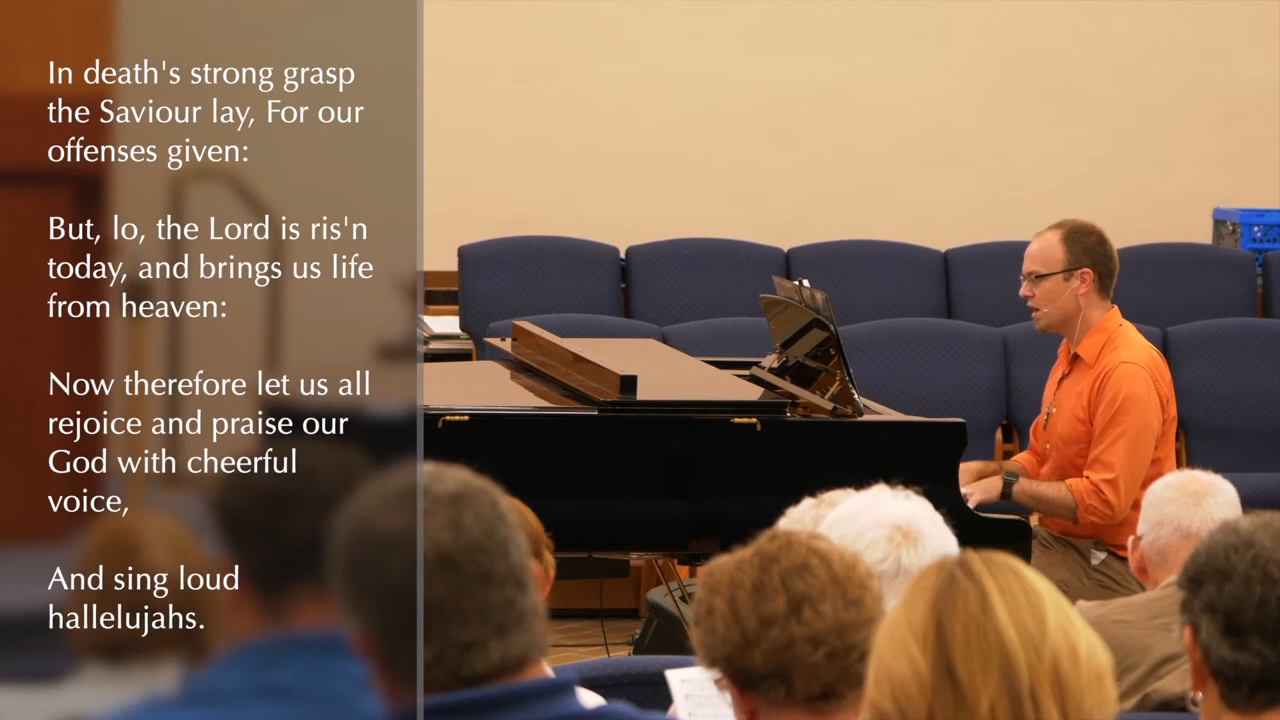 In death's strong grasp
the Saviour lay, For our
offenses given:
But, lo, the Lord is ris'n
today, and brings us life
from heaven:
Now therefore let us all
rejoice and praise our
God with cheerful
voice,
And sing loud
hallelujahs.